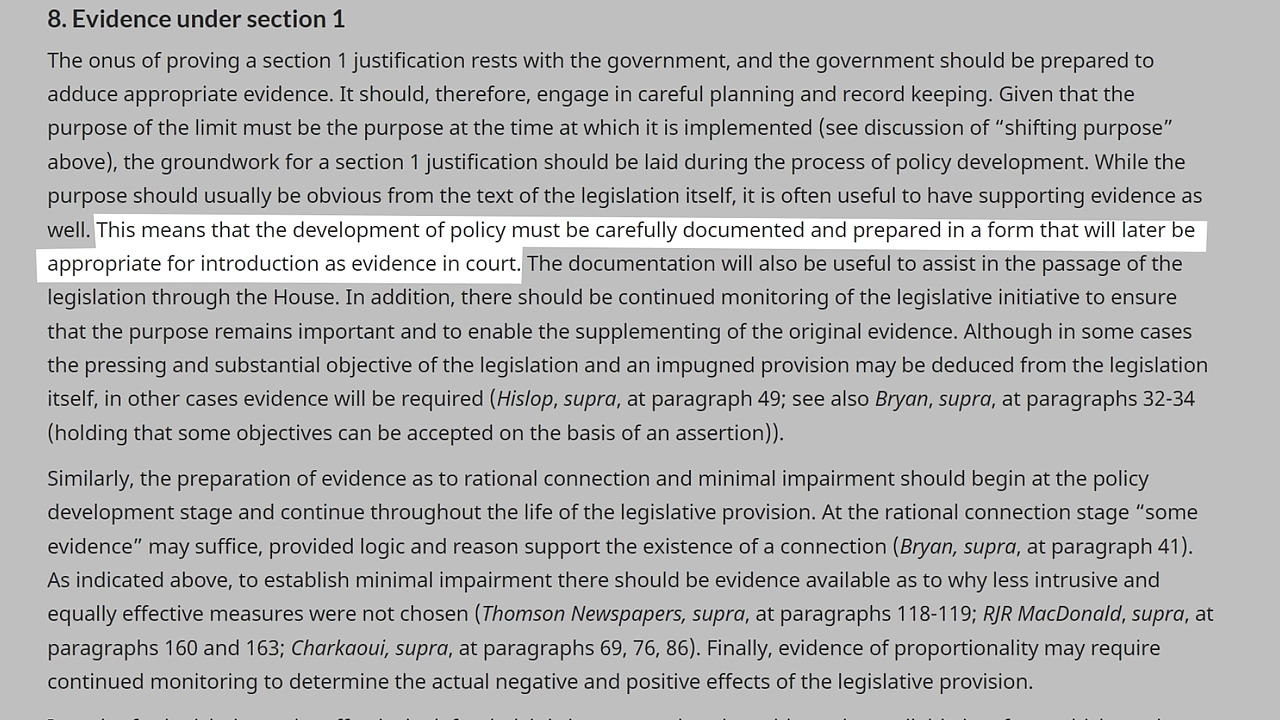 8. Evidence under section 1
The onus of proving a section 1 justification rests with the government, and the government should be prepared to
adduce appropriate evidence. It should, therefore, engage in careful planning and record keeping. Given that the
purpose of the limit must be the purpose at the time at which it is implemented (see discussion of “shifting purpose”
above), the groundwork for a section 1 justification should be laid during the process of policy development. While the
purpose should usually be obvious from the text of the legislation itself, it is often useful to have supporting evidence as
well. This means that the development of policy must be carefully documented and prepared in a form that will later be
appropriate for introduction as evidence in court. The documentation will also be useful to assist in the passage of the
legislation through the House. In addition, there should be continued monitoring of the legislative initiative to ensure
that the purpose remains important and to enable the supplementing of the original evidence. Although in some cases
the pressing and substantial objective of the legislation and an impugned provision may be deduced from the legislation
itself, in other cases evidence will be required (Hislop, supra, at paragraph 49; see also Bryan, supra, at paragraphs 32-34
(holding that some objectives can be accepted on the basis of an assertion)).
Similarly, the preparation of evidence as to rational connection and minimal impairment should begin at the policy
development stage and continue throughout the life of the legislative provision. At the rational connection stage “some
evidence” may suffice, provided logic and reason support the existence of a connection (Bryan, supra, at paragraph 41).
As indicated above, to establish minimal impairment there should be evidence available as to why less intrusive and
equally effective measures were not chosen (Thomson Newspapers, supra, at paragraphs 118-119; RJR MacDonald, supra, at
paragraphs 160 and 163; Charkaoui, supra, at paragraphs 69, 76, 86). Finally, evidence of proportionality may require
continued monitoring to determine the actual negative and positive effects of the legislative provision.